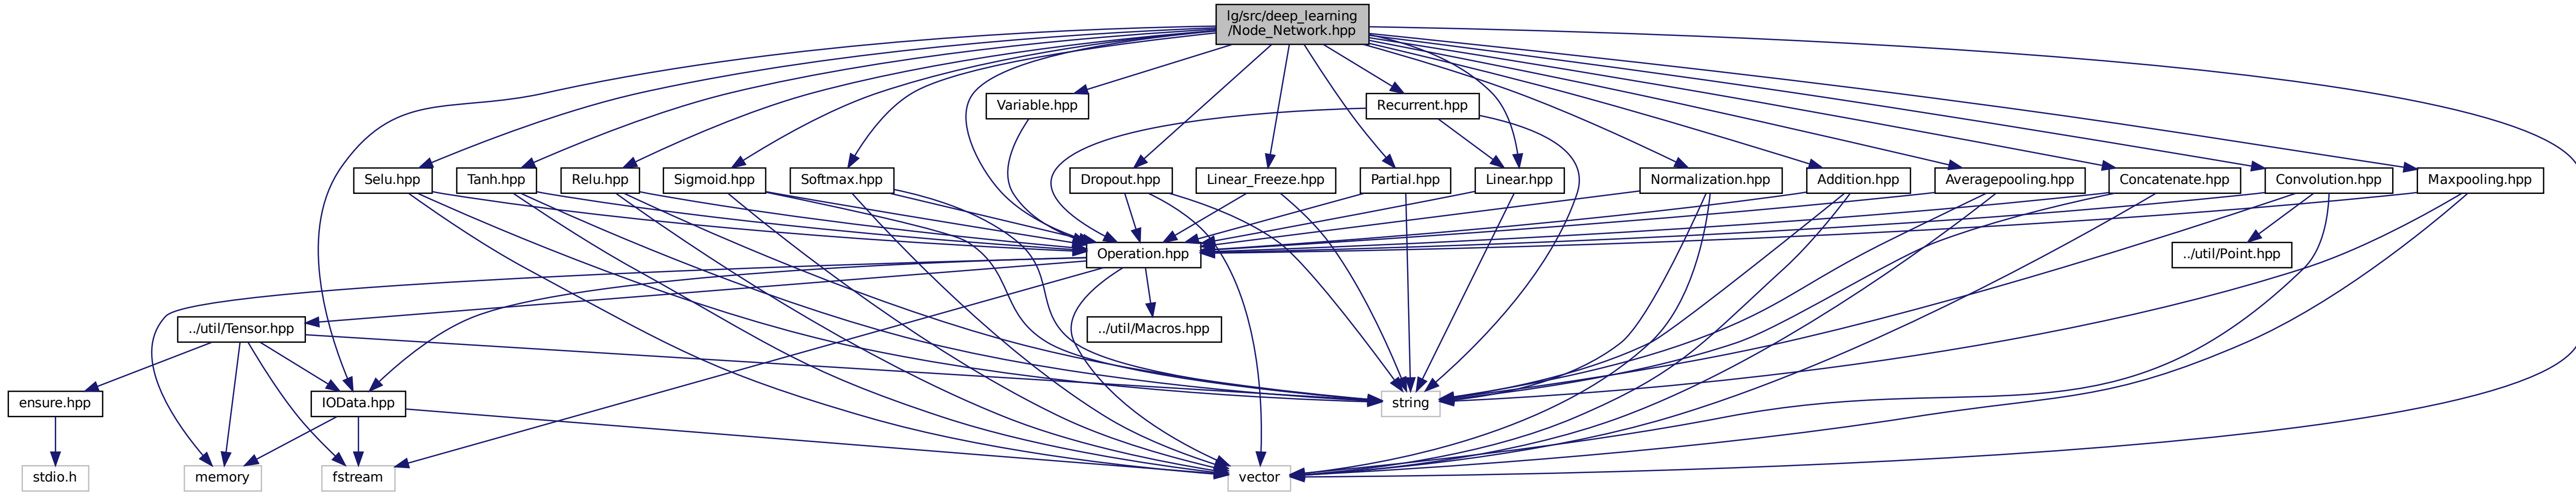 lg/src/deep_learning
/Node_Network.hpp
Variable.hpp
Recurrent.hpp
Selu.hpp
Tanh.hpp
Relu.hpp
Sigmoid.hpp
Softmax.hpp
Dropout.hpp
Linear_Freeze.hpp
Partial.hpp
Linear.hpp
Normalization.hpp
Addition.hpp
Averagepooling.hpp
Concatenate.hpp
Convolution.hpp
Maxpooling.hpp
Operation.hpp
../util/Point.hpp
../util/Tensor.hpp
../util/Macros.hpp
ensure.hpp
IOData.hpp
string
stdio.h
memory
fstream
vector